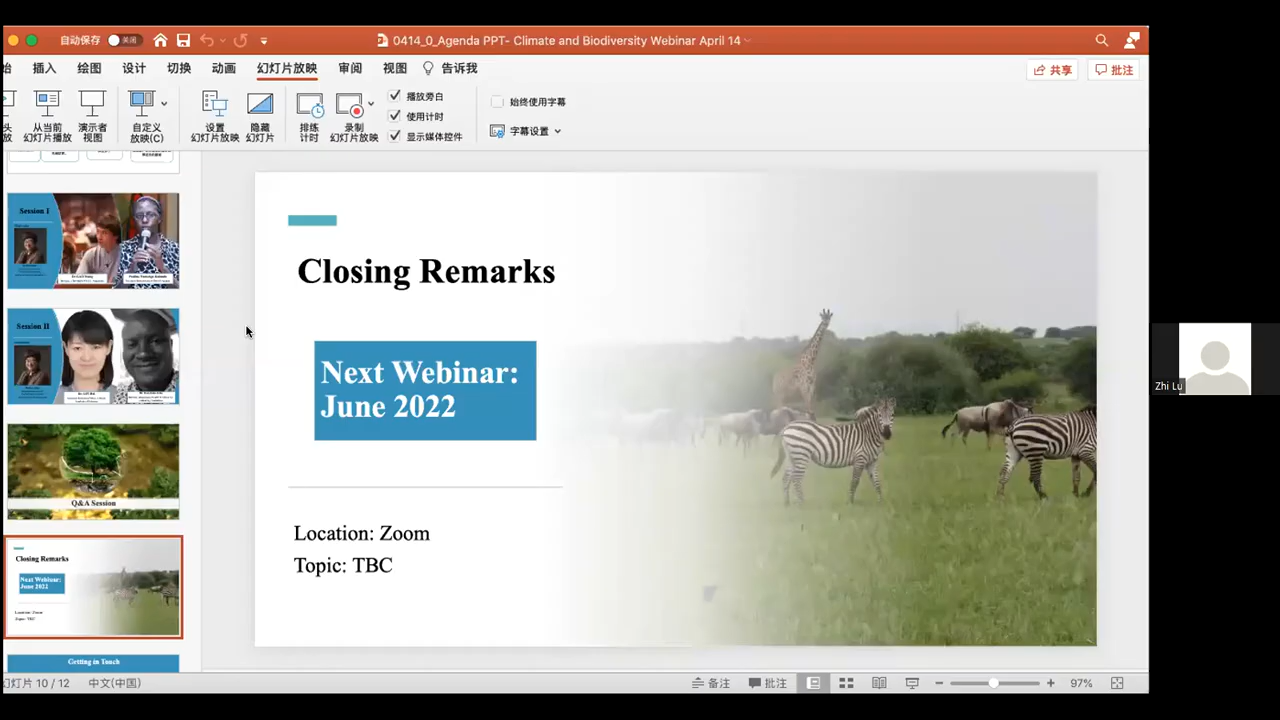 自动保存 关闭
0414_0_Agenda PPT- Climate and Biodiversity Webinar April 14
始 插入 绘图 设计 切换 动画 幻灯片放映 审阅 视图 告诉我
共享 批注
从当前
幻灯片播放
演示者
视图
自定义
放映(C)
设置
幻灯片放映
隐藏
幻灯片
排练
计时
录制
幻灯片放映
播放旁白
使用计时
显示媒体控件
始终使用字幕
字幕设置
Session I
Session II
Q&A Session
Closing Remarks
Next Webinar:
June 2022
Location: Zoom
Topic: TBC
Getting in Touch
Closing Remarks
Next Webinar:
June 2022
Location: Zoom
Topic: TBC
Zhi Lu
幻灯片 10 / 12 中文(中国)
备注 批注 97%